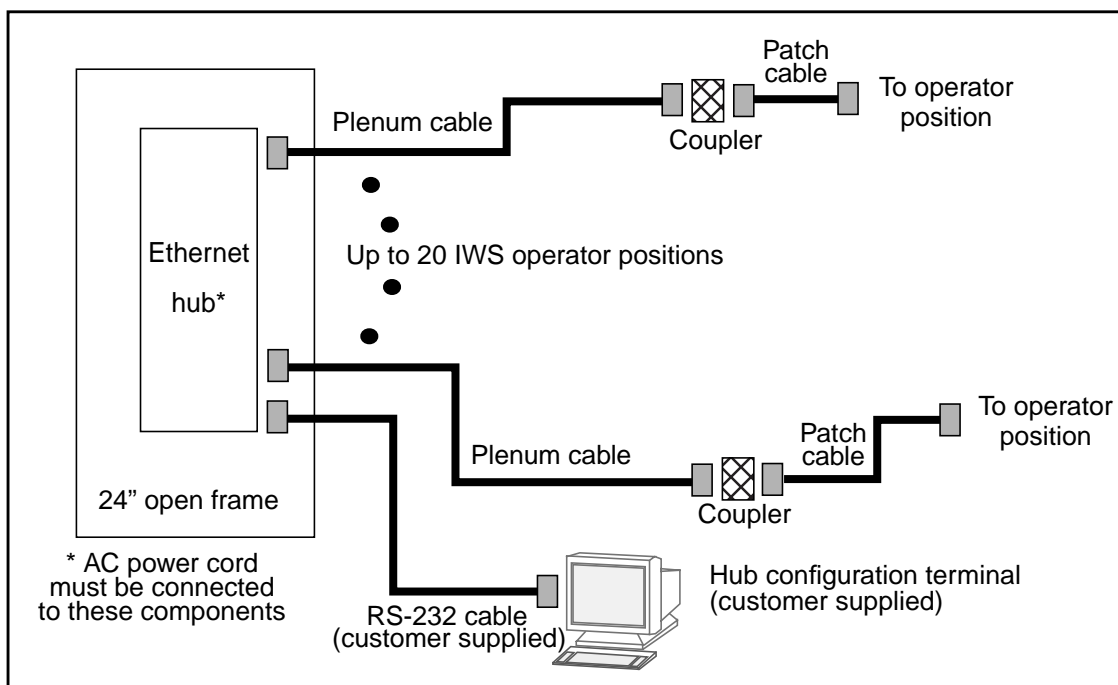 Patch
cable
To operator
position
Plenum cable
Coupler
Ethernet
hub*
Up to 20 IWS operator positions
To operator
position
Patch
cable
Plenum cable
Coupler
24” open frame
* AC power cord
must be connected
to these components
Hub configuration terminal
(customer supplied)
RS-232 cable
(customer supplied)